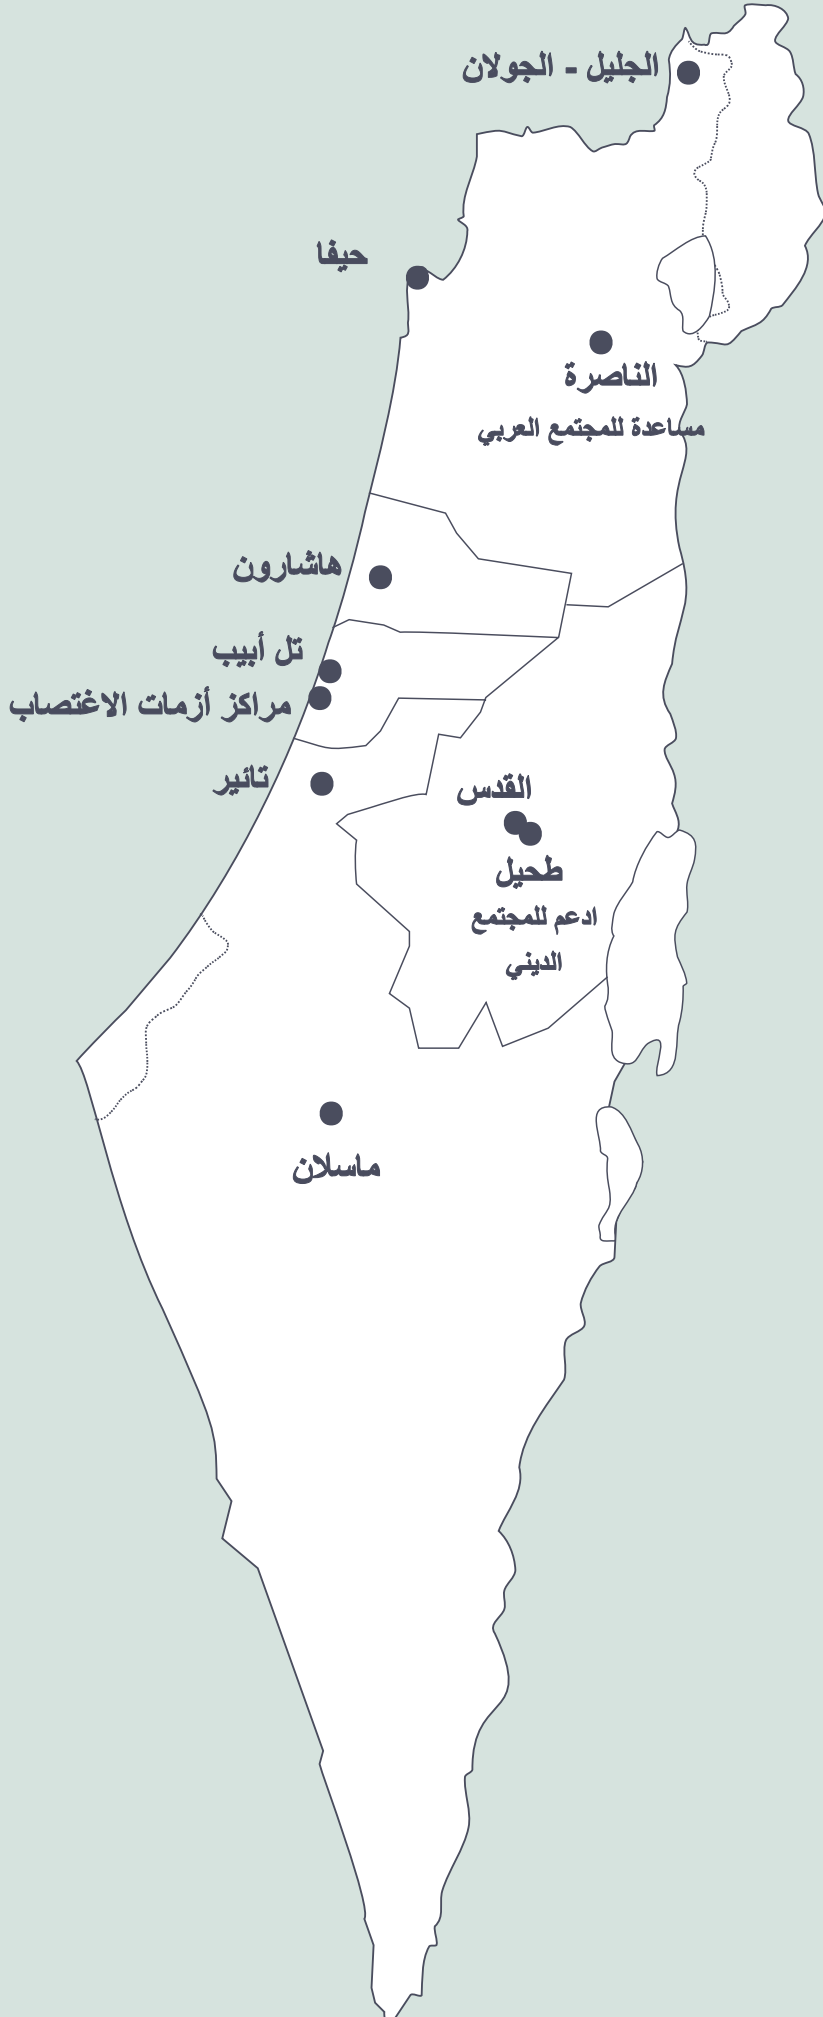 الجليل - الجولان
حيفا
الناصرة
مساعدة للمجتمع العربي
هاشارون
تل أبيب
مراكز أزمات الاغتصاب
تائير
القدس
طحيل
ادعم للمجتمع
الديني
ماسلان